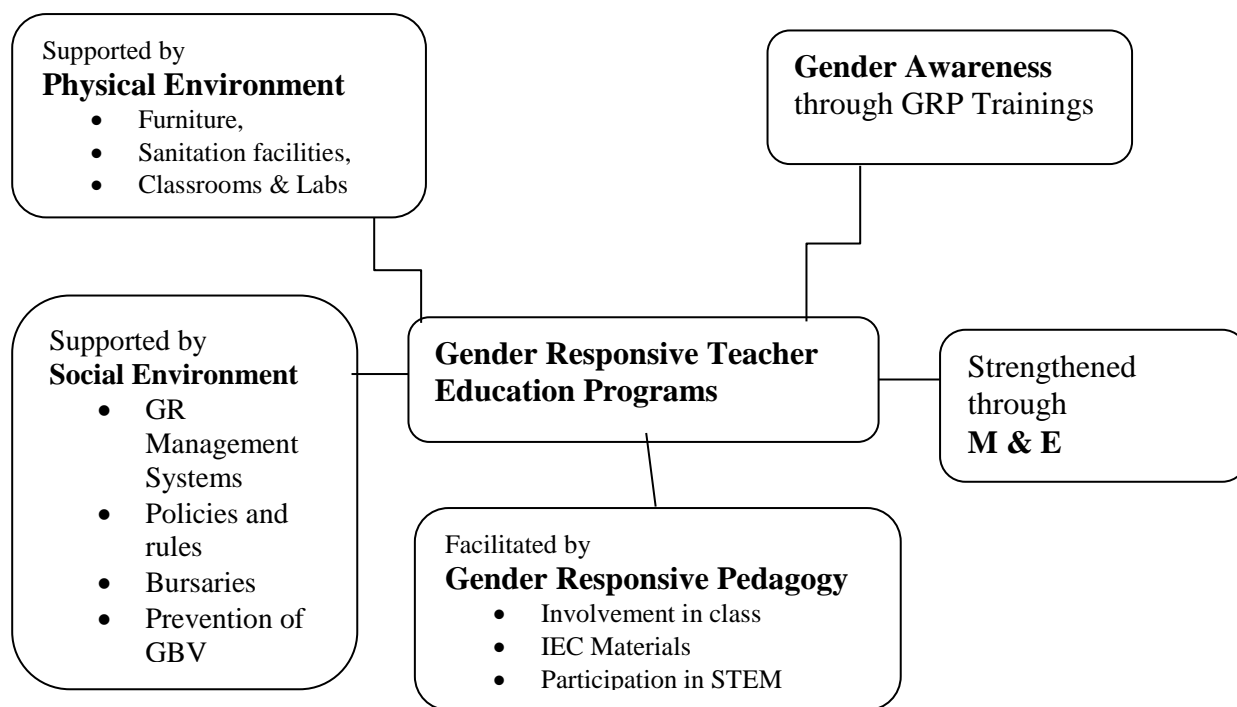 Supported by
Physical Environment
• Furniture,
• Sanitation facilities,
• Classrooms & Labs
Gender Awareness
through GRP Trainings
Supported by
Social Environment
• GR
Management
Systems
• Policies and
rules
• Bursaries
• Prevention of
GBV
Gender Responsive Teacher
Education Programs
Strengthened
through
M & E
Facilitated by
Gender Responsive Pedagogy
• Involvement in class
• IEC Materials
• Participation in STEM